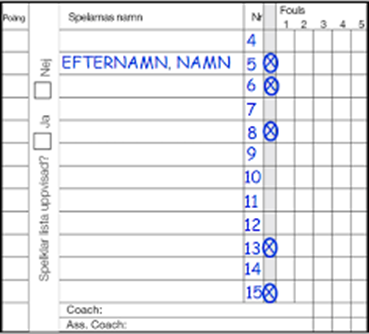 Poäng Spelarnas namn Nr Fouls
1 2 3 4 5
4
EFTERNAMN, NAMN 5 ⓧ
6 ⓧ
7
8 ⓧ
9
10
11
12
13 ⓧ
14
15 ⓧ
Coach:
Ass. Coach:
Spelklar lista uppvisad? Ja Nej